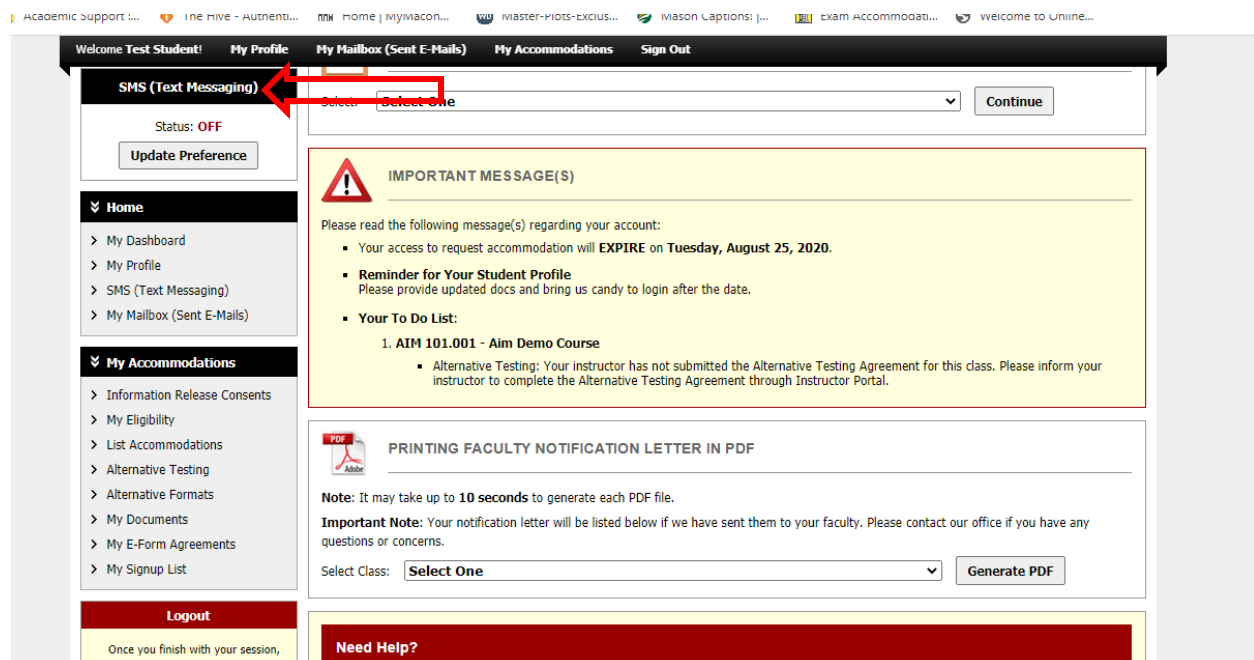 Academic Support :... The Hive - Authenti... Home | MyMacon... Master-Plots-Exclus... Mason Captions: |... Exam Accommodati... Welcome to Online...
Welcome Test Student! My Profile My Mailbox (Sent E-Mails) My Accommodations Sign Out
SMS (Text Messaging)
Status: OFF
Update Preference
Home
My Dashboard
My Profile
SMS (Text Messaging)
My Mailbox (Sent E-Mails)
My Accommodations
Information Release Consents
My Eligibility
List Accommodations
Alternative Testing
Alternative Formats
My Documents
My E-Form Agreements
My Signup List
Logout
Once you finish with your session,
Select: Select One Continue
IMPORTANT MESSAGE(S)
Please read the following message(s) regarding your account:
Your access to request accommodation will EXPIRE on Tuesday, August 25, 2020.
Reminder for Your Student Profile
Please provide updated docs and bring us candy to login after the date.
Your To Do List:
1. AIM 101.001 - Aim Demo Course
Alternative Testing: Your instructor has not submitted the Alternative Testing Agreement for this class. Please inform your
instructor to complete the Alternative Testing Agreement through Instructor Portal.
PDF
Adobe
PRINTING FACULTY NOTIFICATION LETTER IN PDF
Note: It may take up to 10 seconds to generate each PDF file.
Important Note: Your notification letter will be listed below if we have sent them to your faculty. Please contact our office if you have any
questions or concerns.
Select Class: Select One Generate PDF
Need Help?